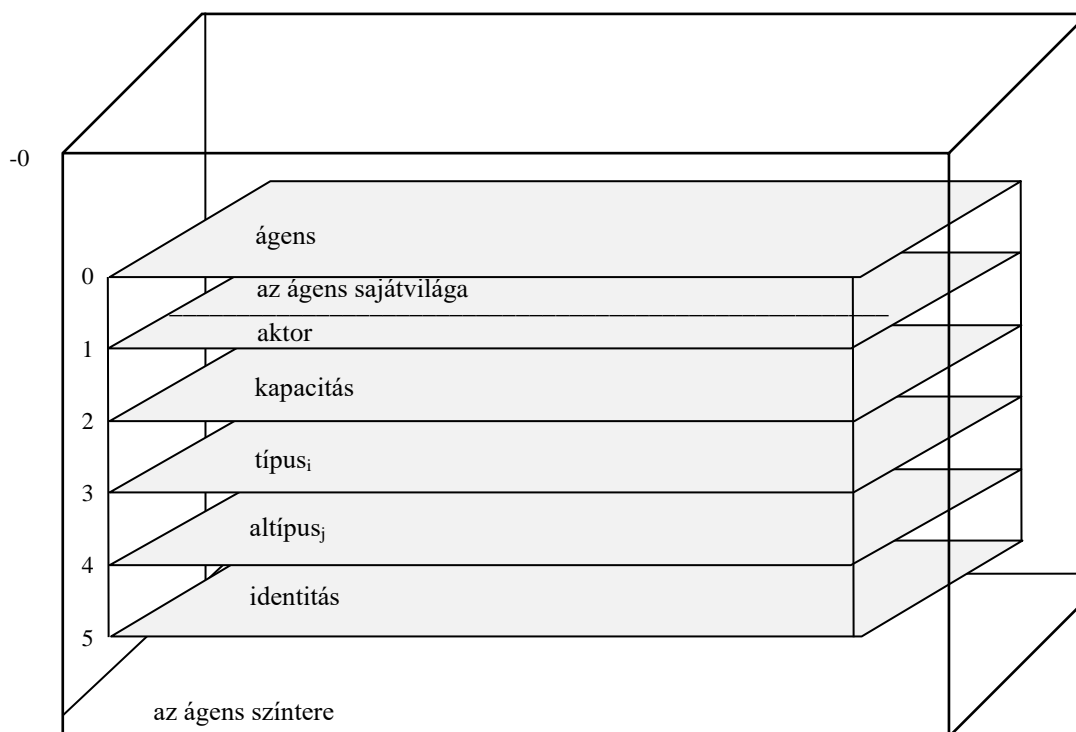 -0
ágens
0
az ágens sajátvilága
aktor
1
kapacitás
2
típusᵢ
3
altípusⱼ
4
identitás
5
az ágens színtere